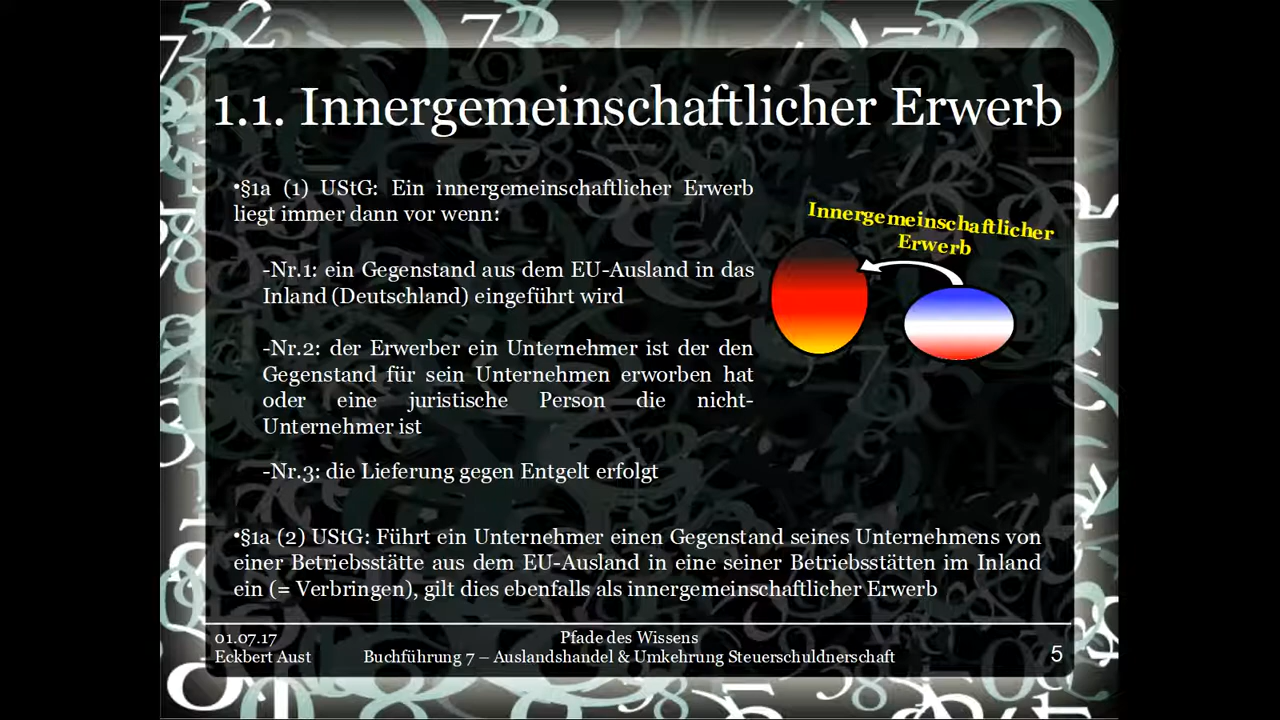 1.1. Innergemeinschaftlicher Erwerb
•§1a (1) UStG: Ein innergemeinschaftlicher Erwerb
liegt immer dann vor wenn:
-Nr.1: ein Gegenstand aus dem EU-Ausland in das
Inland (Deutschland) eingeführt wird
-Nr.2: der Erwerber ein Unternehmer ist der den
Gegenstand für sein Unternehmen erworben hat
oder eine juristische Person die nicht-
Unternehmer ist
-Nr.3: die Lieferung gegen Entgelt erfolgt
Innergemeinschaftlicher
Erwerb
•§1a (2) UStG: Führt ein Unternehmer einen Gegenstand seines Unternehmens von
einer Betriebsstätte aus dem EU-Ausland in eine seiner Betriebsstätten im Inland
ein (= Verbringen), gilt dies ebenfalls als innergemeinschaftlicher Erwerb
01.07.17
Eckbert Aust
Pfade des Wissens
Buchführung 7 – Auslandshandel & Umkehrung Steuerschuldnerschaft
5